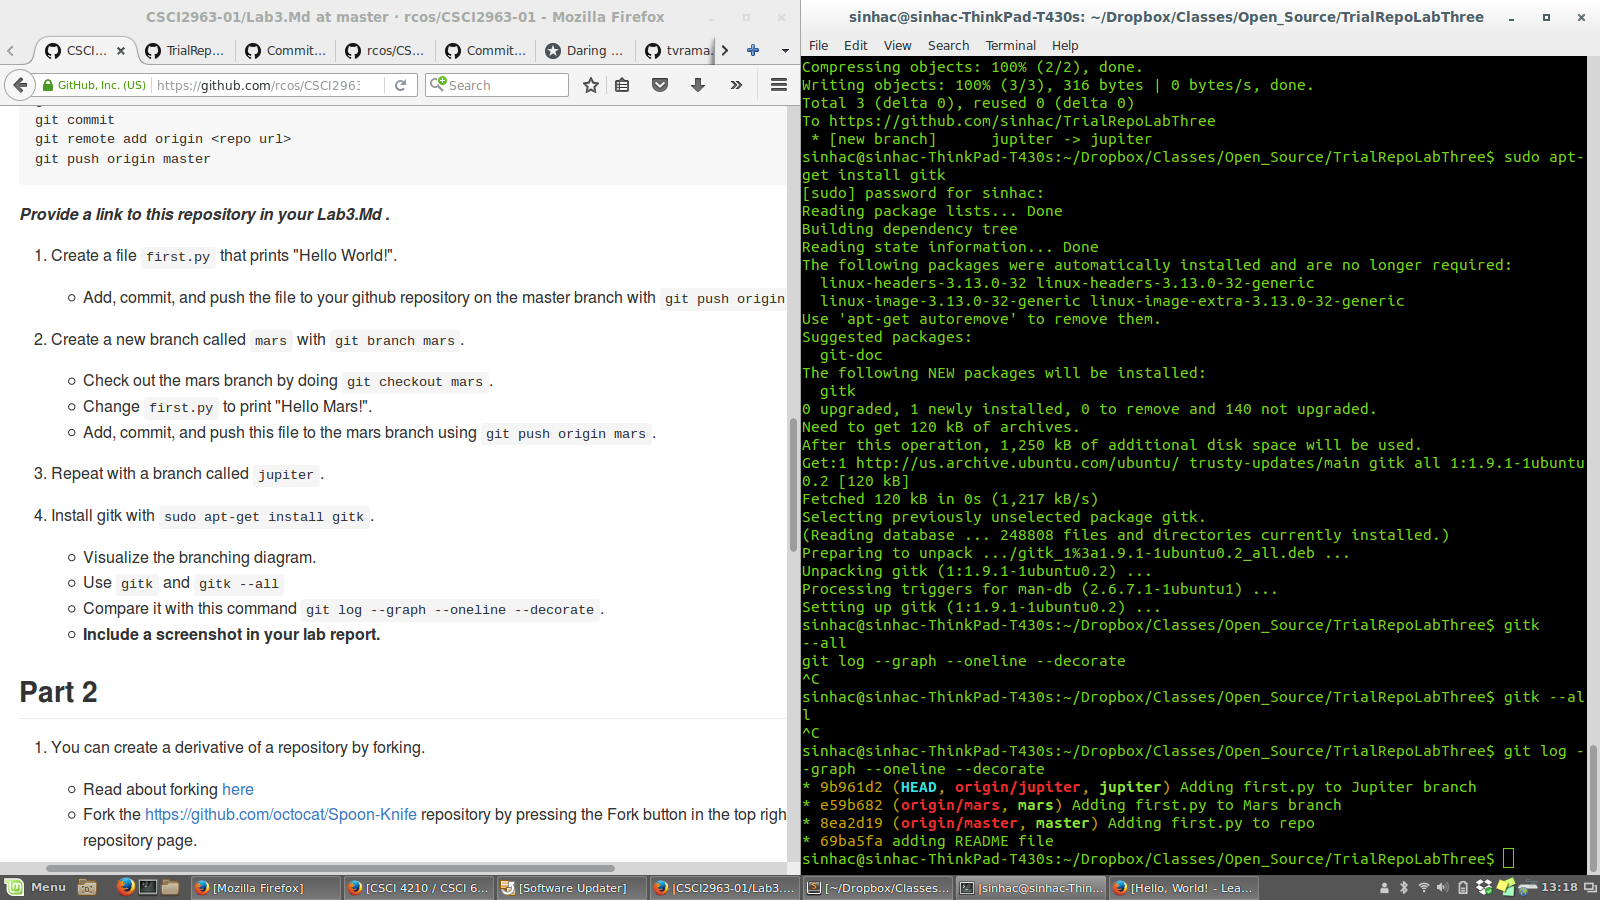 CSCI2963-01/Lab3.Md at master · rcos/CSCI2963-01 - Mozilla Firefox
CSCI...
TrialRep...
Commit...
rcos/CS...
Commit...
Daring ...
tvrama.
GitHub, Inc. (US)
https://github.com/rcos/CSCI296
Search
git commit
git remote add origin <repo url>
git push origin master
Provide a link to this repository in your Lab3.Md .
1. Create a file first.py that prints "Hello World!".
Add, commit, and push the file to your github repository on the master branch with git push origin
2. Create a new branch called mars with git branch mars.
Check out the mars branch by doing git checkout mars.
Change first.py to print "Hello Mars!".
Add, commit, and push this file to the mars branch using git push origin mars.
3. Repeat with a branch called jupiter.
4. Install gitk with sudo apt-get install gitk.
Visualize the branching diagram.
Use gitk and gitk --all
Compare it with this command git log --graph --oneline --decorate.
Include a screenshot in your lab report.
Part 2
1. You can create a derivative of a repository by forking.
Read about forking here
Fork the https://github.com/octocat/Spoon-Knife repository by pressing the Fork button in the top righ
repository page.
sinhac@sinhac-ThinkPad-T430s: ~/Dropbox/Classes/Open_Source/TrialRepoLabThree
File Edit View Search Terminal Help
Compressing objects: 100% (2/2), done.
Writing objects: 100% (3/3), 316 bytes | 0 bytes/s, done.
Total 3 (delta 0), reused 0 (delta 0)
To https://github.com/sinhac/TrialRepoLabThree
 * [new branch]      jupiter -> jupiter
sinhac@sinhac-ThinkPad-T430s:~/Dropbox/Classes/Open_Source/TrialRepoLabThree$ sudo apt-
get install gitk
[sudo] password for sinhac:
Reading package lists... Done
Building dependency tree
Reading state information... Done
The following packages were automatically installed and are no longer required:
  linux-headers-3.13.0-32 linux-headers-3.13.0-32-generic
  linux-image-3.13.0-32-generic linux-image-extra-3.13.0-32-generic
Use 'apt-get autoremove' to remove them.
Suggested packages:
  git-doc
The following NEW packages will be installed:
  gitk
0 upgraded, 1 newly installed, 0 to remove and 140 not upgraded.
Need to get 120 kB of archives.
After this operation, 1,250 kB of additional disk space will be used.
Get:1 http://us.archive.ubuntu.com/ubuntu/ trusty-updates/main gitk all 1:1.9.1-1ubuntu
0.2 [120 kB]
Fetched 120 kB in 0s (1,217 kB/s)
Selecting previously unselected package gitk.
(Reading database ... 248808 files and directories currently installed.)
Preparing to unpack .../gitk_1%3a1.9.1-1ubuntu0.2_all.deb ...
Unpacking gitk (1:1.9.1-1ubuntu0.2) ...
Processing triggers for man-db (2.6.7.1-1ubuntu1) ...
Setting up gitk (1:1.9.1-1ubuntu0.2) ...
sinhac@sinhac-ThinkPad-T430s:~/Dropbox/Classes/Open_Source/TrialRepoLabThree$ gitk
--all
git log --graph --oneline --decorate
^C
sinhac@sinhac-ThinkPad-T430s:~/Dropbox/Classes/Open_Source/TrialRepoLabThree$ gitk --al
l
^C
sinhac@sinhac-ThinkPad-T430s:~/Dropbox/Classes/Open_Source/TrialRepoLabThree$ git log -
-graph --oneline --decorate
* 9b961d2 (HEAD, origin/jupiter, jupiter) Adding first.py to Jupiter branch
* e59b682 (origin/mars, mars) Adding first.py to Mars branch
* 8ea2d19 (origin/master, master) Adding first.py to repo
* 69ba5fa adding README file
sinhac@sinhac-ThinkPad-T430s:~/Dropbox/Classes/Open_Source/TrialRepoLabThree$
Menu
[Mozilla Firefox]
[CSCI 4210 / CSCI 6...
[Software Updater]
[CSCI2963-01/Lab3....
[~/Dropbox/Classes...
sinhac@sinhac-Thin...
[Hello, World! - Lea...
13:18